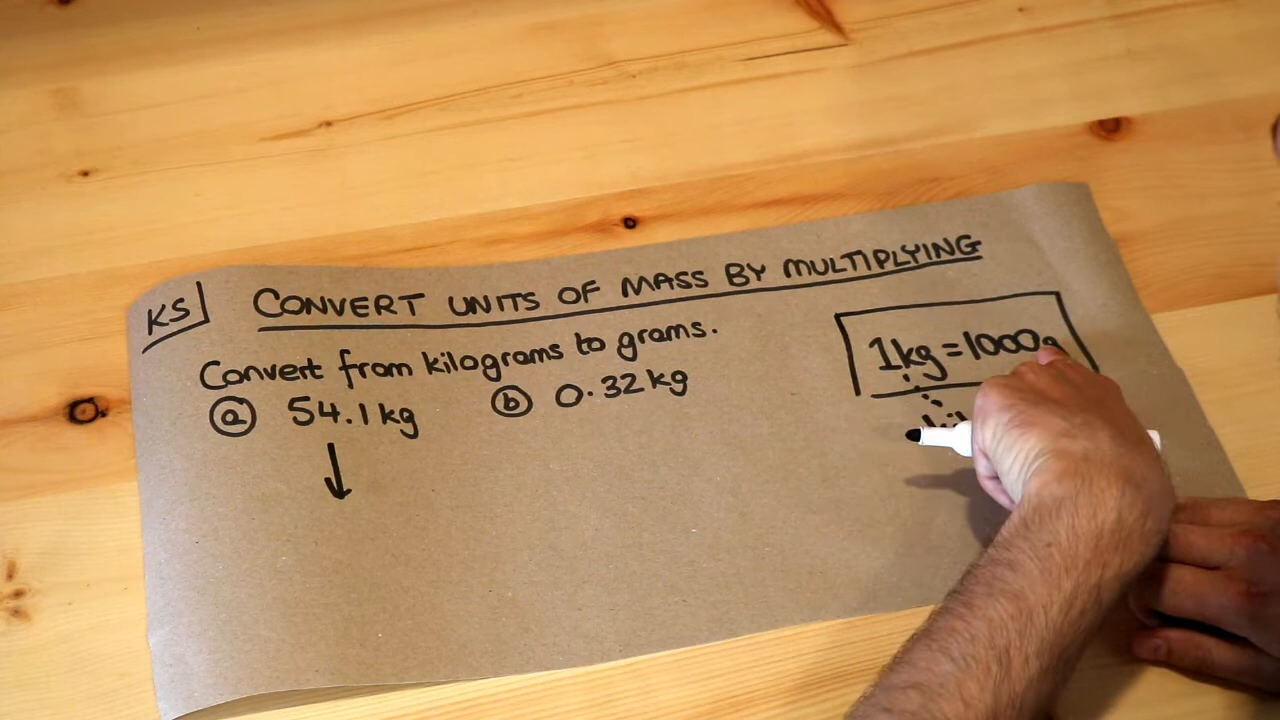 KS CONVERT UNITS OF MASS BY MULTIPLYING
Convert from kilograms to grams.
a 54.1kg b 0.32kg
1kg=1000g